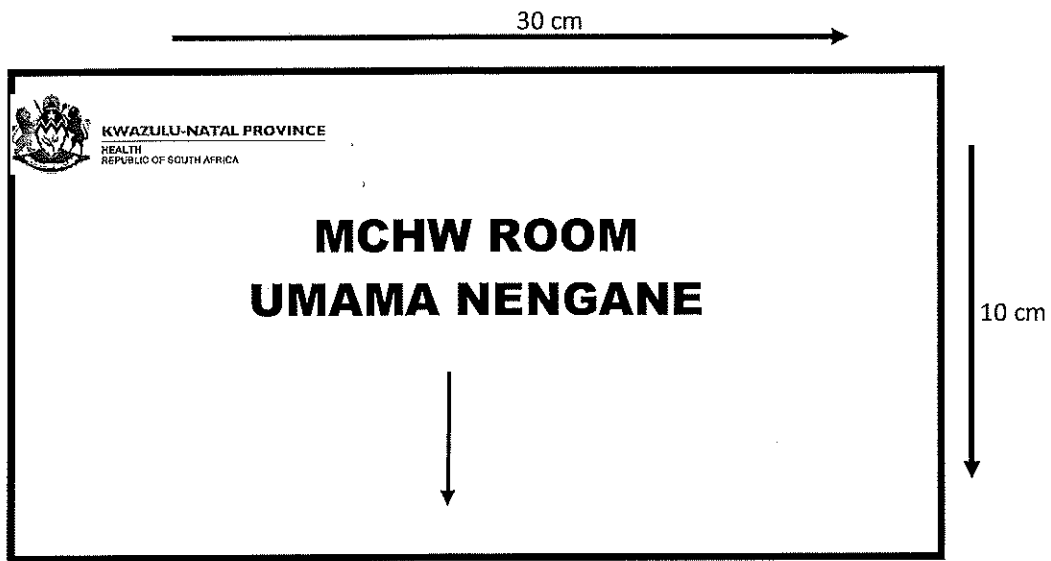 30 cm
KWAZULU-NATAL PROVINCE
HEALTH
REPUBLIC OF SOUTH AFRICA
MCHW ROOM
UMAMA NENGANE
10 cm